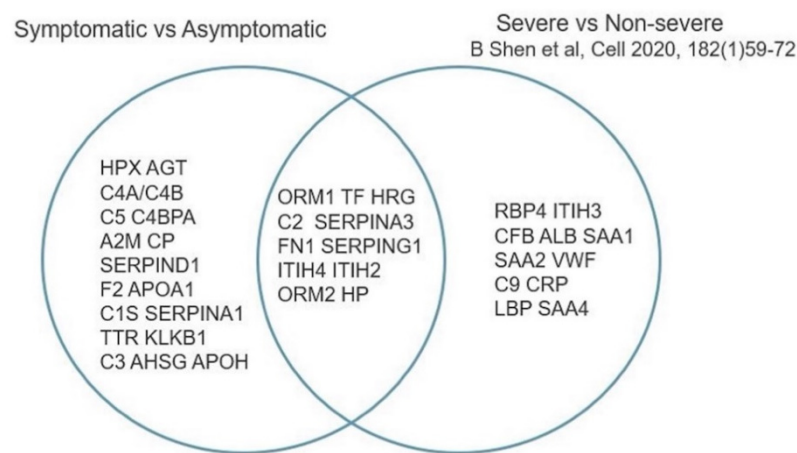 Symptomatic vs Asymptomatic
Severe vs Non-severe
B Shen et al, Cell 2020, 182(1)59-72
HPX AGT
C4A/C4B
C5 C4BPA
A2M CP
SERPIND1
F2 APOA1
C1S SERPINA1
TTR KLKB1
C3 AHSG APOH
ORM1 TF HRG
C2 SERPINA3
FN1 SERPING1
ITIH4 ITIH2
ORM2 HP
RBP4 ITIH3
CFB ALB SAA1
SAA2 VWF
C9 CRP
LBP SAA4